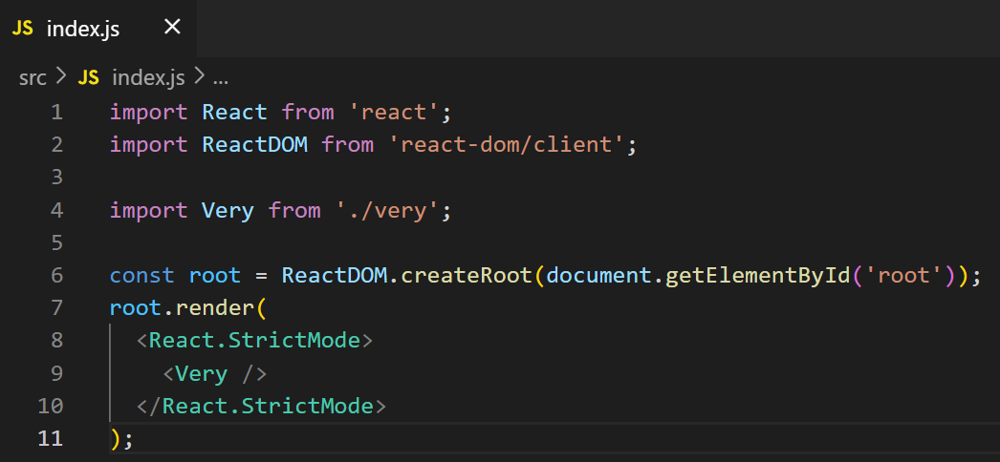 JS index.js ×
src > JS index.js > ...
1 import React from 'react';
2 import ReactDOM from 'react-dom/client';
3
4 import Very from './very';
5
6 const root = ReactDOM.createRoot(document.getElementById('root'));
7 root.render(
8   <React.StrictMode>
9     <Very />
10   </React.StrictMode>
11 );